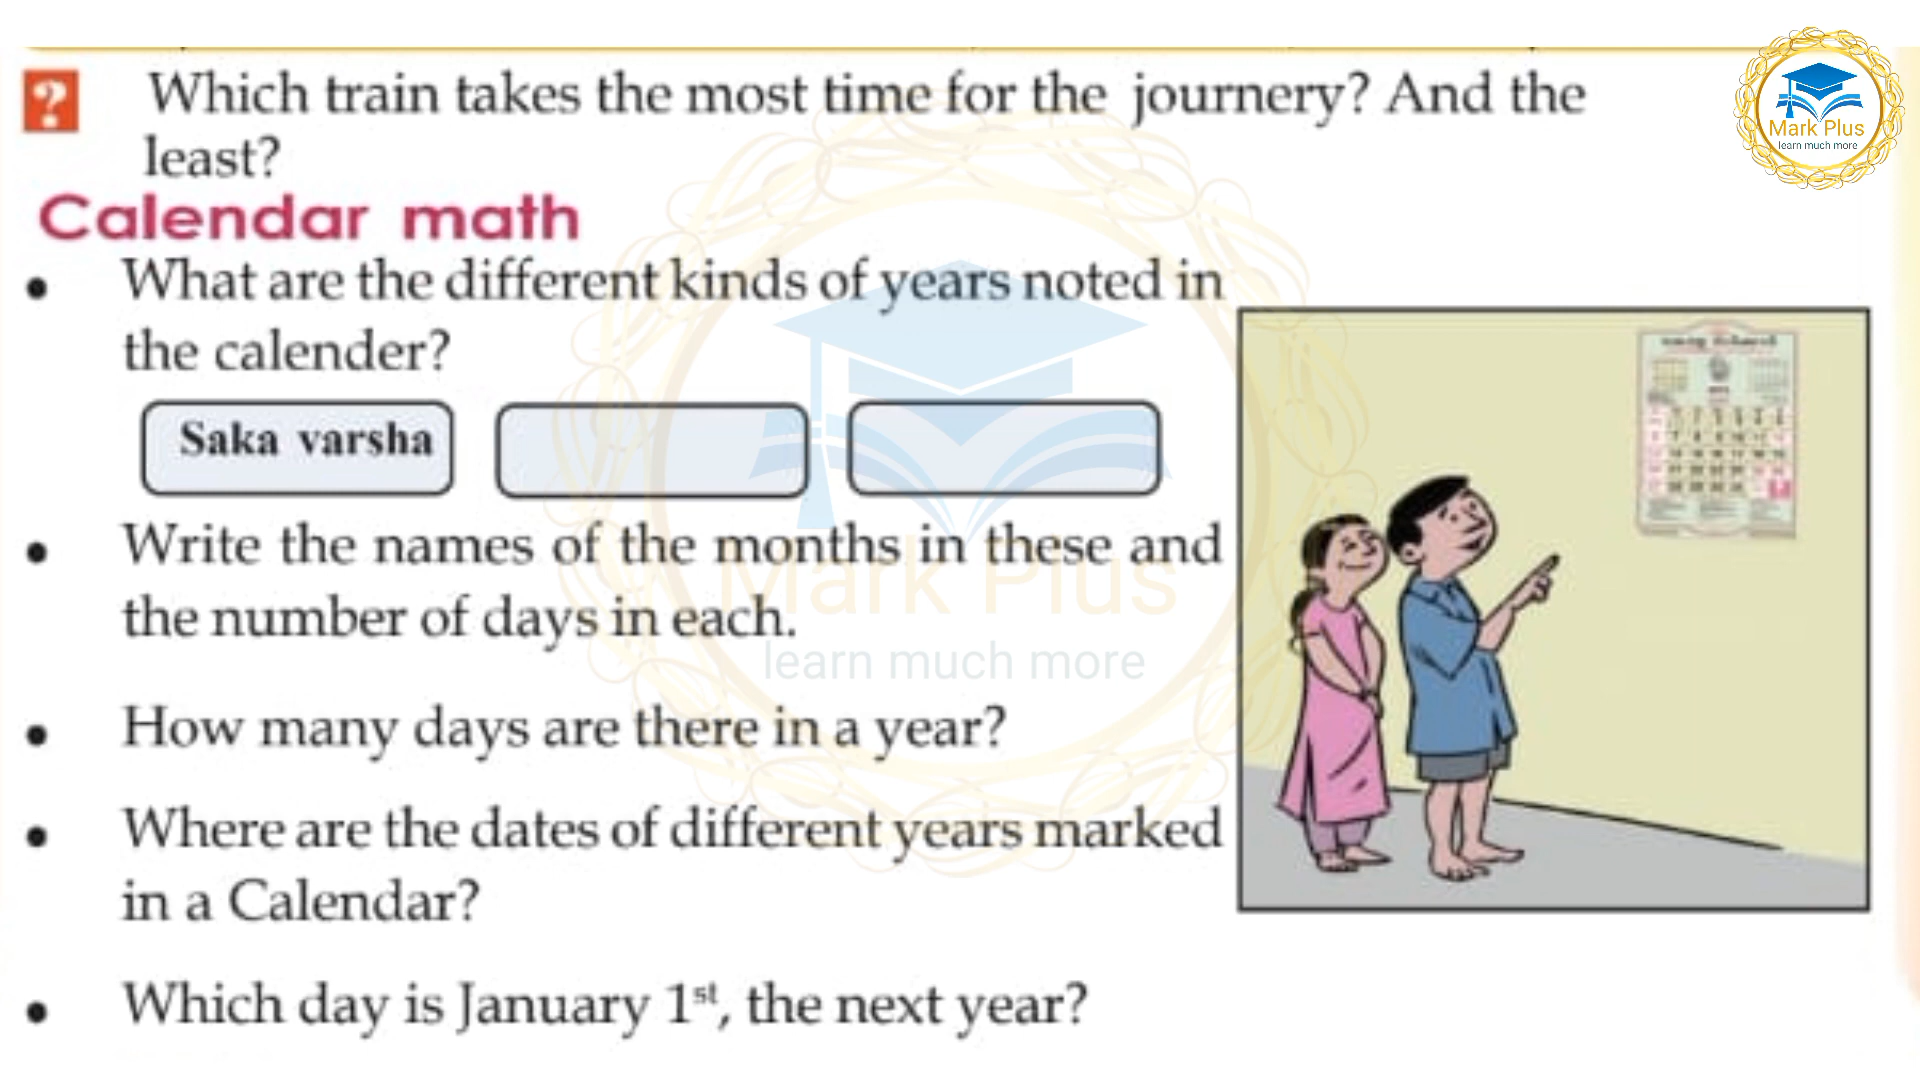 ? Which train takes the most time for the journery? And the
least?
Mark Plus
learn much more
Calendar math
• What are the different kinds of years noted in
the calender?
Saka varsha
• Write the names of the months in these and
the number of days in each.
Mark Plus
learn much more
• How many days are there in a year?
• Where are the dates of different years marked
in a Calendar?
• Which day is January 1st, the next year?